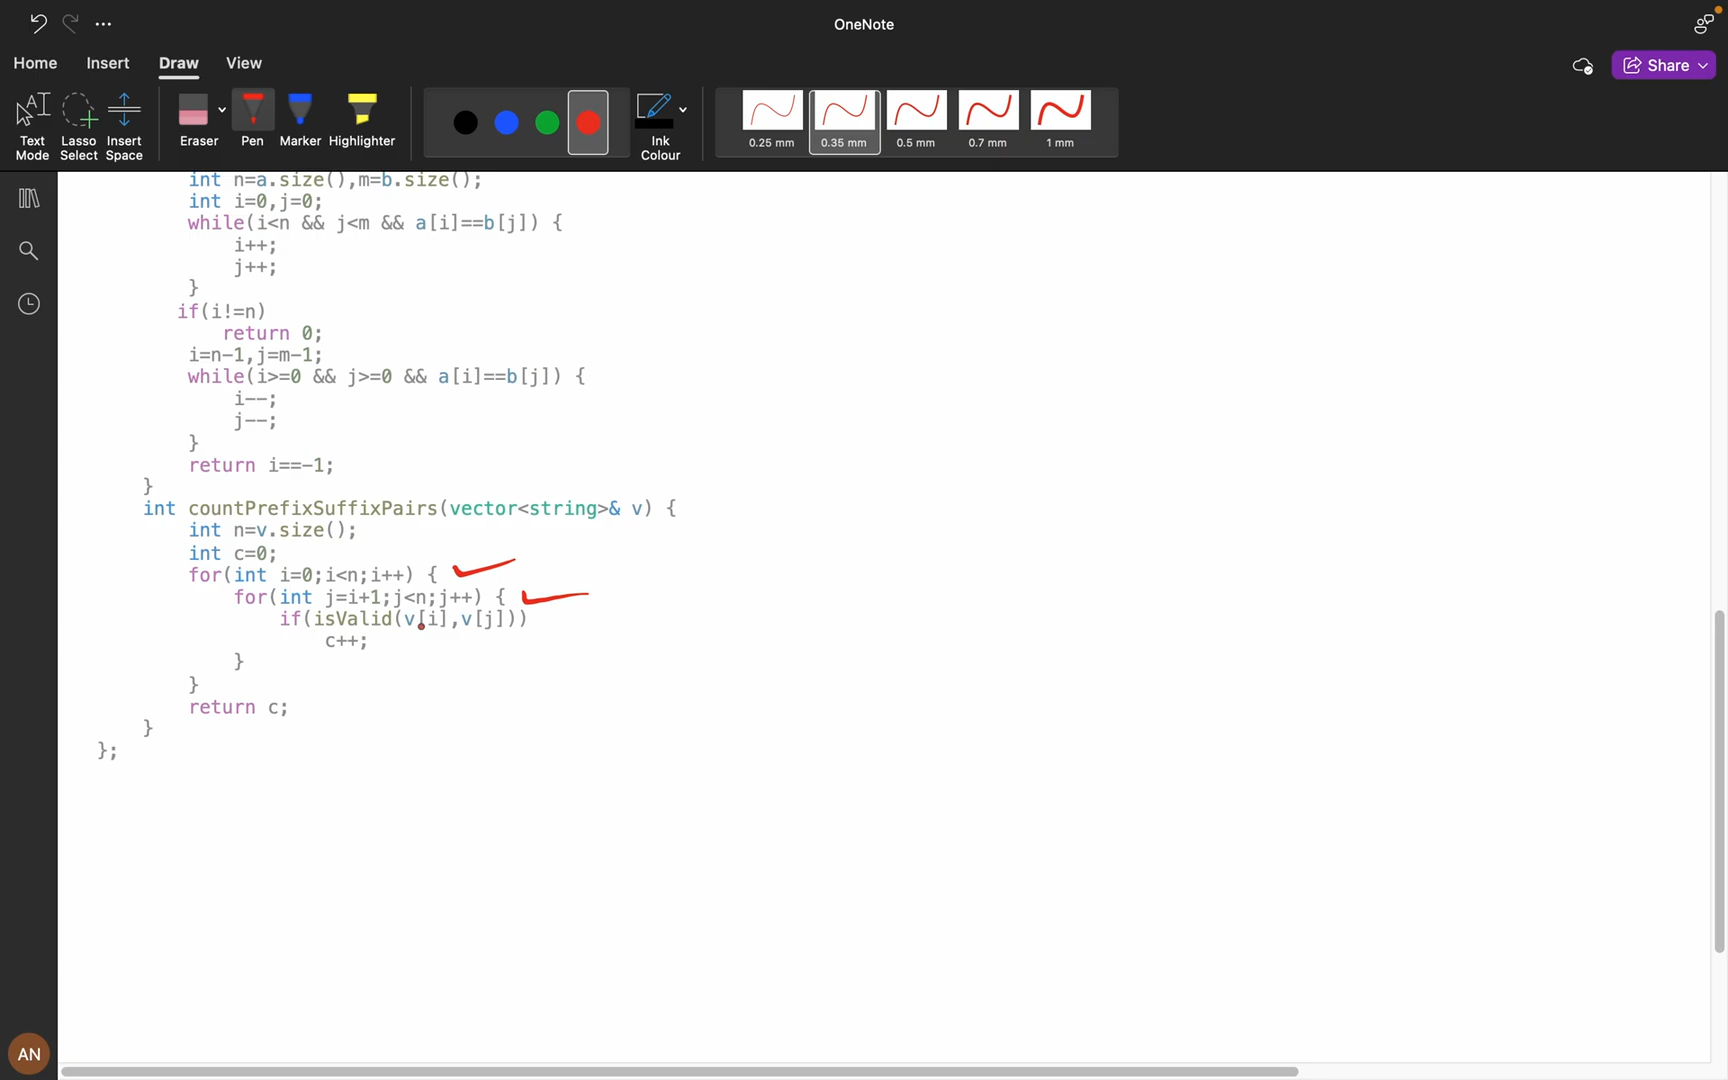 OneNote
Home Insert Draw View
Share
Text Mode
Lasso Select
Insert Space
Eraser
Pen
Marker
Highlighter
Ink Colour
0.25 mm
0.35 mm
0.5 mm
0.7 mm
1 mm
int n=a.size(),m=b.size();
int i=0,j=0;
while(i<n && j<m && a[i]==b[j]) {
i++;
j++;
}
if(i!=n)
return 0;
i=n-1,j=m-1;
while(i>=0 && j>=0 && a[i]==b[j]) {
i--;
j--;
}
return i==-1;
}
int countPrefixSuffixPairs(vector<string>& v) {
int n=v.size();
int c=0;
for(int i=0;i<n;i++) {
for(int j=i+1;j<n;j++) {
if(isValid(v[i],v[j]))
c++;
}
}
return c;
}
};
AN